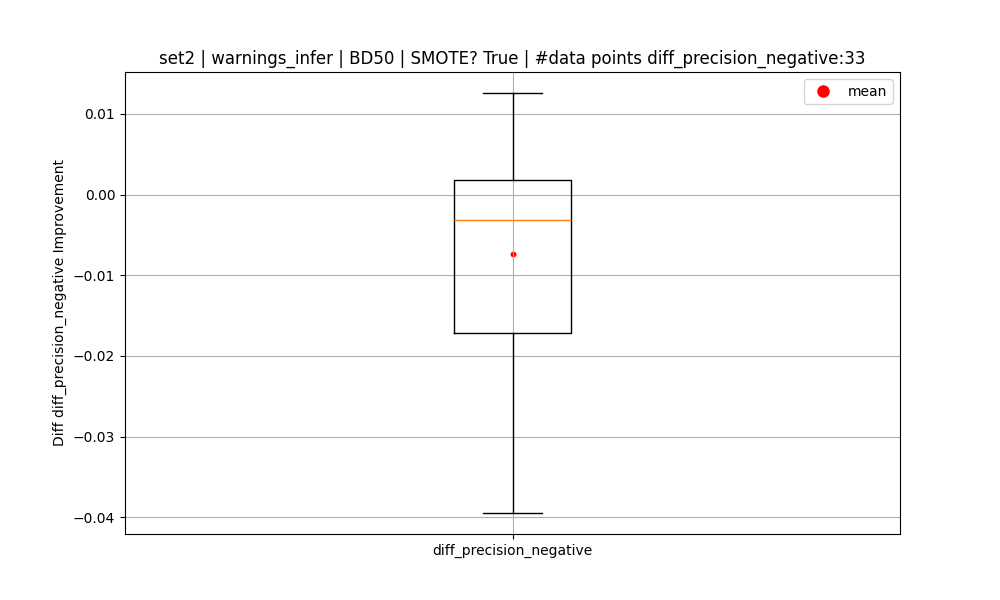 set2 | warnings_infer | BD50 | SMOTE? True | #data points diff_precision_negative:33
mean
0.01
0.00
−0.01
−0.02
−0.03
−0.04
Diff diff_precision_negative Improvement
diff_precision_negative